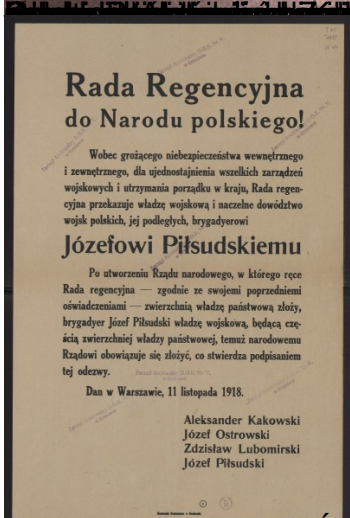 Rada Regencyjna
do Narodu polskiego!
Wobec grożącego niebezpieczeństwa wewnętrznego
i zewnętrznego, dla ujednostajnienia wszelkich zarządzeń
wojskowych i utrzymania porządku w kraju, Rada regen-
cyjna przekazuje władzę wojskową i naczelne dowództwo
wojsk polskich, jej podległych, brygadyerowi
Józefowi Piłsudskiemu
Po utworzeniu Rządu narodowego, w którego ręce
Rada regencyjna — zgodnie ze swojemi poprzedniemi
oświadczeniami — zwierzchnią władzę państwową złoży,
brygadyer Józef Piłsudski władzę wojskową, będącą czę-
ścią zwierzchniej władzy państwowej, temuż narodowemu
Rządowi obowiązuje się złożyć, co stwierdza podpisaniem
tej odezwy.
Dan w Warszawie, 11 listopada 1918.
Aleksander Kakowski
Józef Ostrowski
Zdzisław Lubomirski
Józef Piłsudski